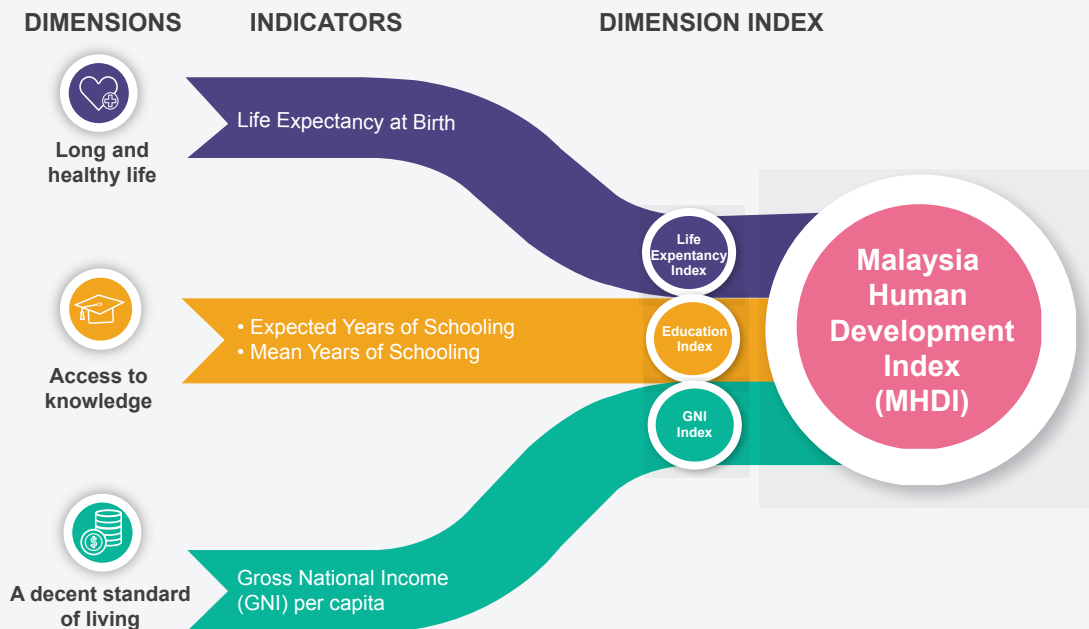 DIMENSIONS
INDICATORS
DIMENSION INDEX
Long and
healthy life
Life Expectancy at Birth
Life
Expentancy
Index
Access to
knowledge
• Expected Years of Schooling
• Mean Years of Schooling
Education
Index
A decent standard
of living
Gross National Income
(GNI) per capita
GNI
Index
Malaysia
Human
Development
Index
(MHDI)